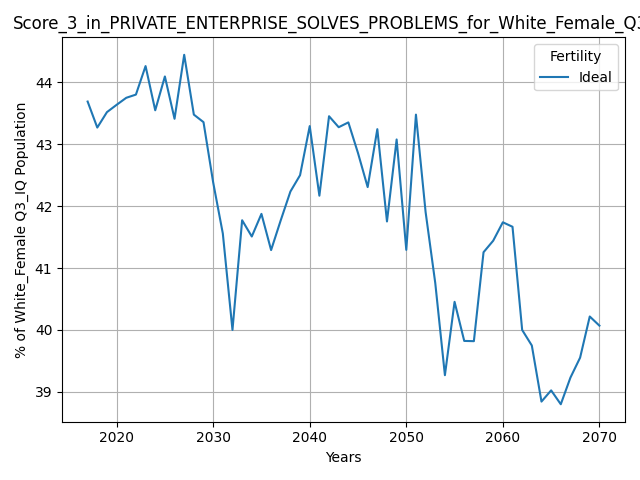 Score_3_in_PRIVATE_ENTERPRISE_SOLVES_PROBLEMS_for_White_Female_Q3
Fertility
Ideal
% of White_Female Q3_IQ Population
44
43
42
41
40
39
2020 2030 2040 2050 2060 2070
Years